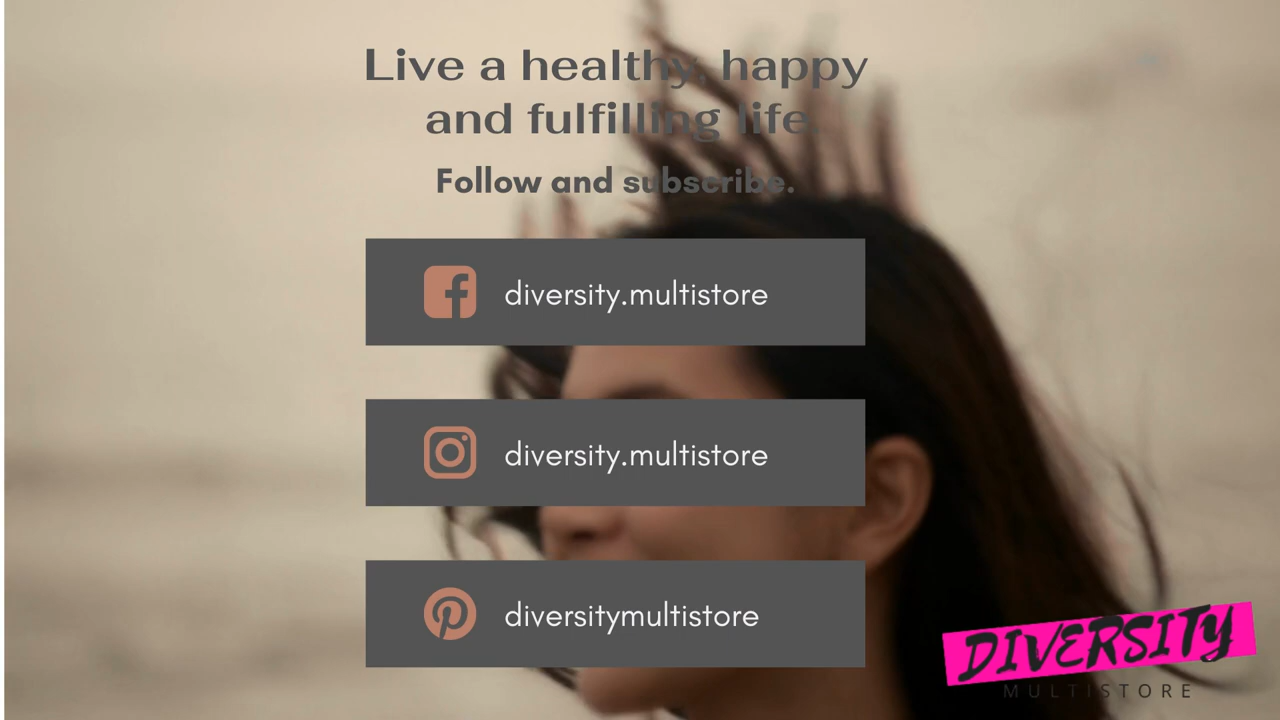 Live a healthy, happy
and fulfilling life.
Follow and subscribe.
diversity.multistore
diversity.multistore
diversitymultistore
DIVERSITY
MULTISTORE